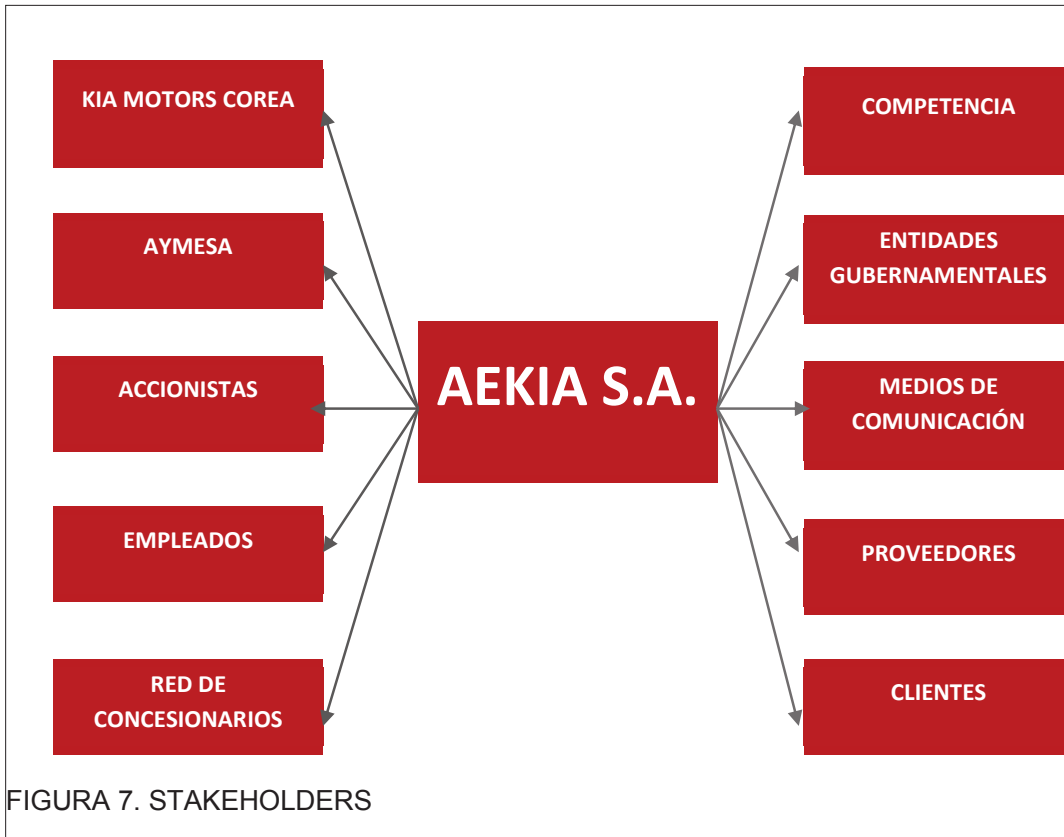 KIA MOTORS COREA
AYMESA
ACCIONISTAS
EMPLEADOS
RED DE
CONCESIONARIOS
AEKIA S.A.
COMPETENCIA
ENTIDADES
GUBERNAMENTALES
MEDIOS DE
COMUNICACIÓN
PROVEEDORES
CLIENTES
FIGURA 7. STAKEHOLDERS